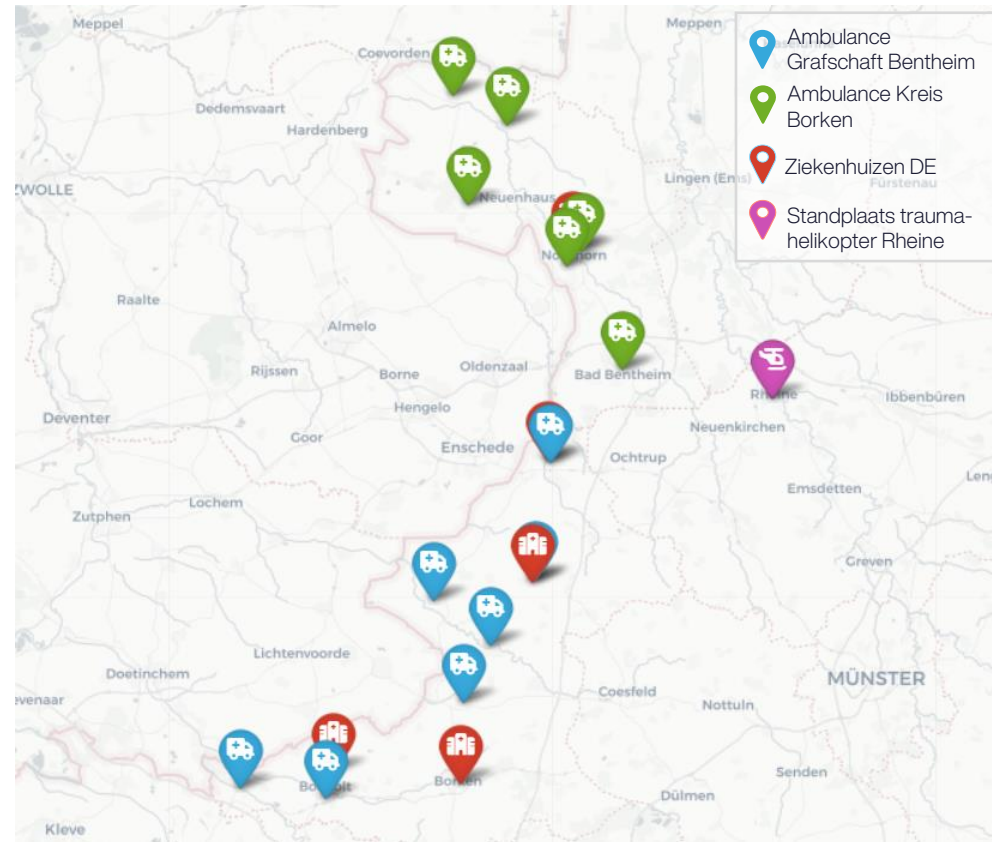 Meppel
Meppen
Coevorden
Ambulance
Grafschaft Bentheim
Dedemsvaart
Ambulance Kreis
Borken
Hardenberg
Ziekenhuizen DE
Lingen (Ems)
Fürstenau
ZWOLLE
Neuenhaus
Standplaats trauma-
helikopter Rheine
Raalte
Almelo
Rijssen
Borne
Oldenzaal
Bad Bentheim
Rheine
Ibbenbüren
Deventer
Hengelo
Goor
Enschede
Neuenkirchen
Ochtrup
Emsdetten
Leng
Lochem
Zutphen
Greven
Lichtenvoorde
Doetinchem
MÜNSTER
Coesfeld
evenaar
Nottuln
Senden
Dülmen
Kleve